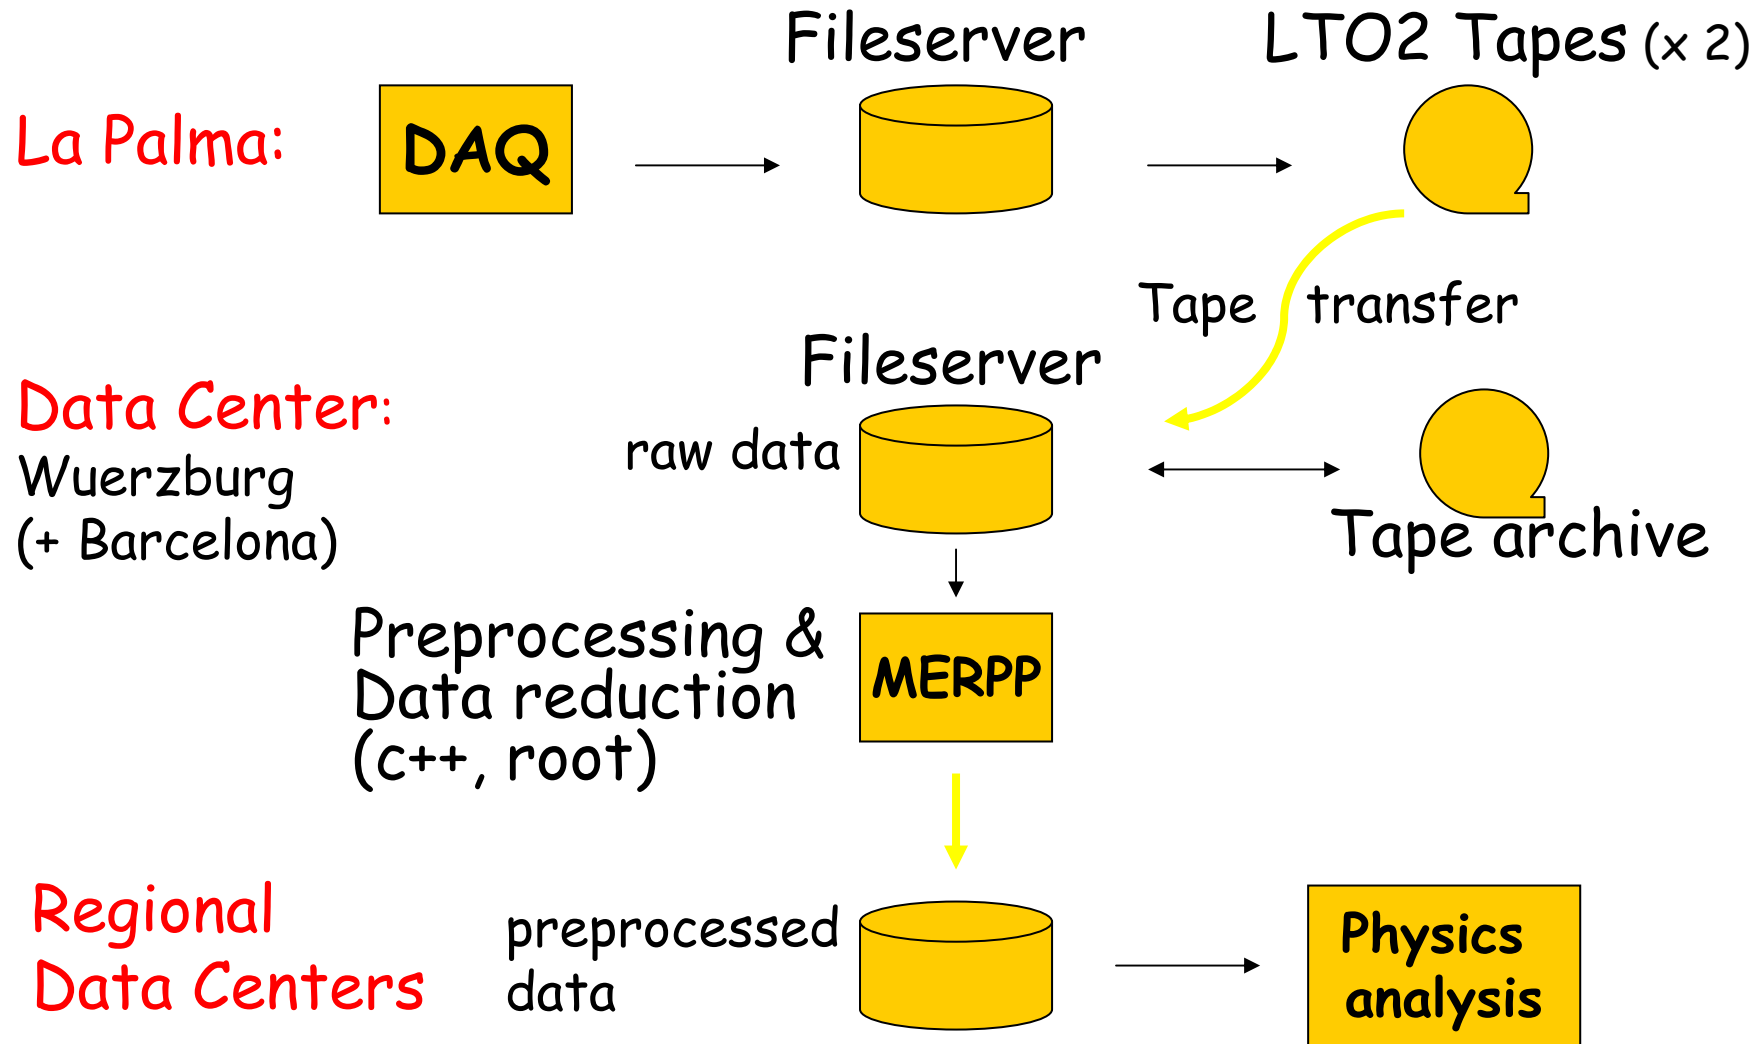 Fileserver
LTO2 Tapes (x 2)
La Palma:
DAQ
Tape transfer
Fileserver
Data Center:
raw data
Wuerzburg
(+ Barcelona)
Tape archive
Preprocessing &
Data reduction
(c++, root)
MERPP
Regional
Data Centers
preprocessed
data
Physics
analysis